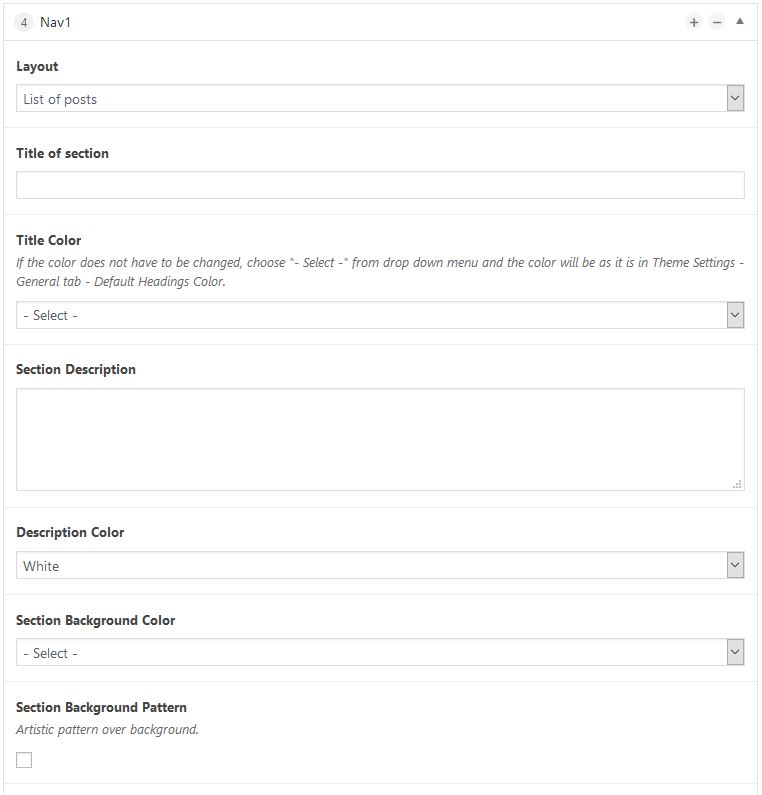 4 Nav1
Layout
List of posts
Title of section
Title Color
If the color does not have to be changed, choose "- Select -" from drop down menu and the color will be as it is in Theme Settings -
General tab - Default Headings Color.
- Select -
Section Description
Description Color
White
Section Background Color
- Select -
Section Background Pattern
Artistic pattern over background.